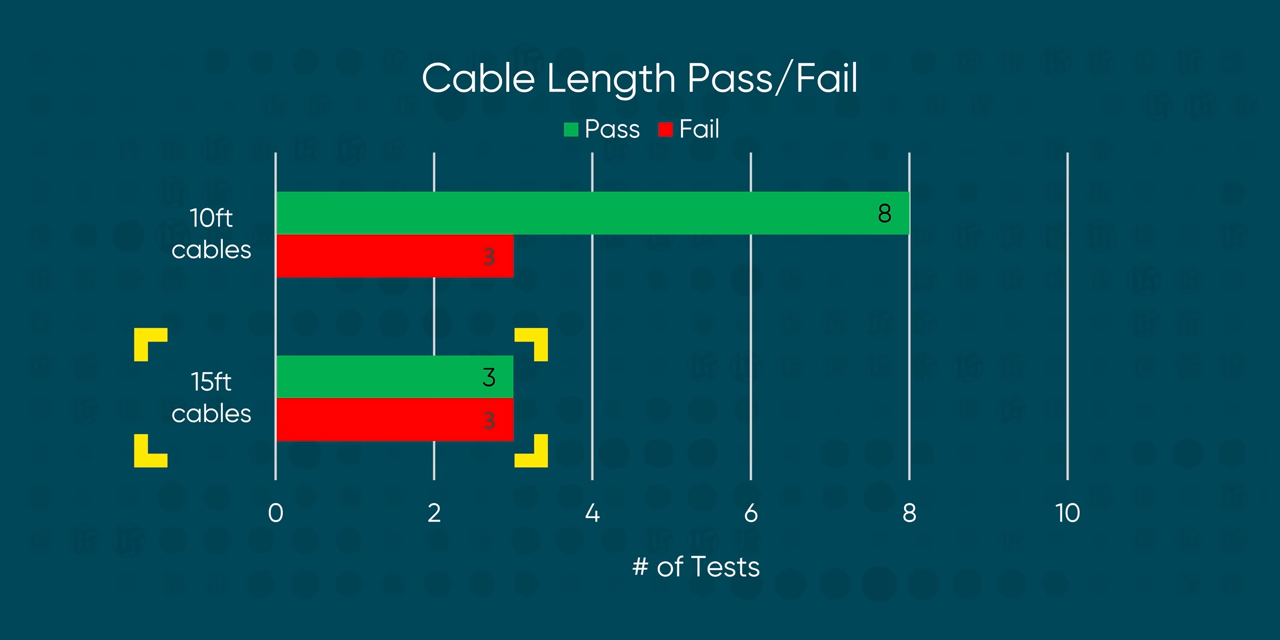 Cable Length Pass/Fail
Pass Fail
10ft
cables
8
3
15ft
cables
3
3
0 2 4 6 8 10
# of Tests